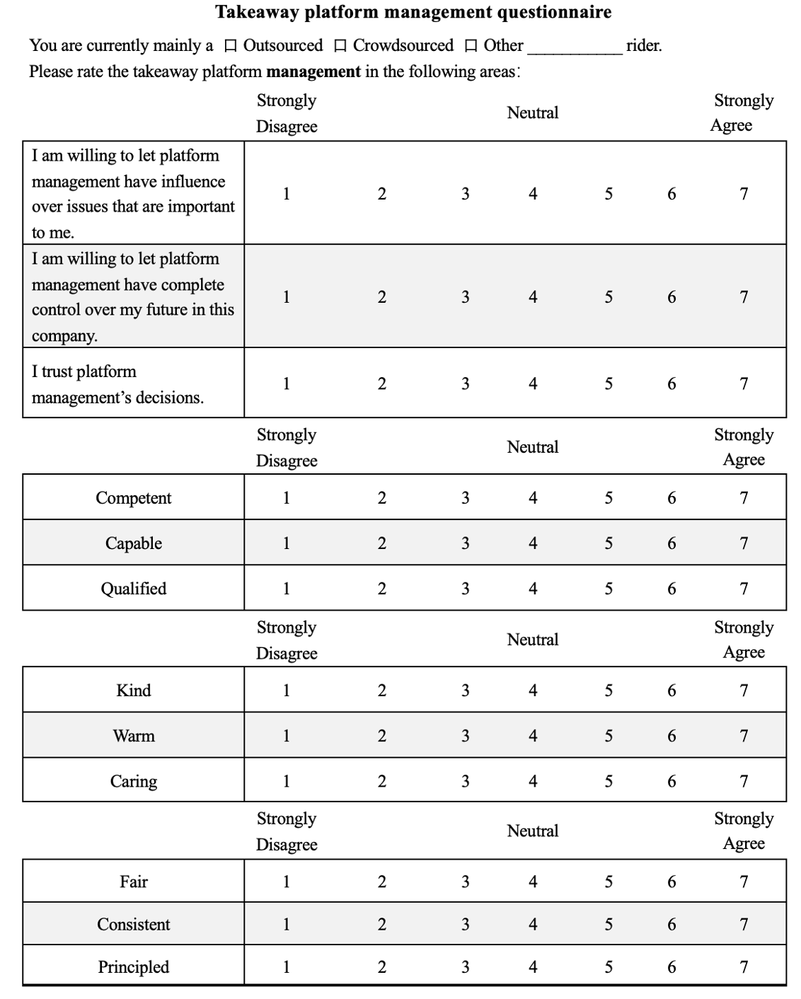 Takeaway platform management questionnaire
You are currently mainly a □ Outsourced □ Crowdsourced □ Other ___________ rider.
Please rate the takeaway platform management in the following areas:
Strongly Disagree Neutral Strongly Agree
I am willing to let platform
management have influence
over issues that are important
to me.
1 2 3 4 5 6 7
I am willing to let platform
management have complete
control over my future in this
company.
1 2 3 4 5 6 7
I trust platform
management’s decisions.
1 2 3 4 5 6 7
Strongly Disagree Neutral Strongly Agree
Competent 1 2 3 4 5 6 7
Capable 1 2 3 4 5 6 7
Qualified 1 2 3 4 5 6 7
Strongly Disagree Neutral Strongly Agree
Kind 1 2 3 4 5 6 7
Warm 1 2 3 4 5 6 7
Caring 1 2 3 4 5 6 7
Strongly Disagree Neutral Strongly Agree
Fair 1 2 3 4 5 6 7
Consistent 1 2 3 4 5 6 7
Principled 1 2 3 4 5 6 7